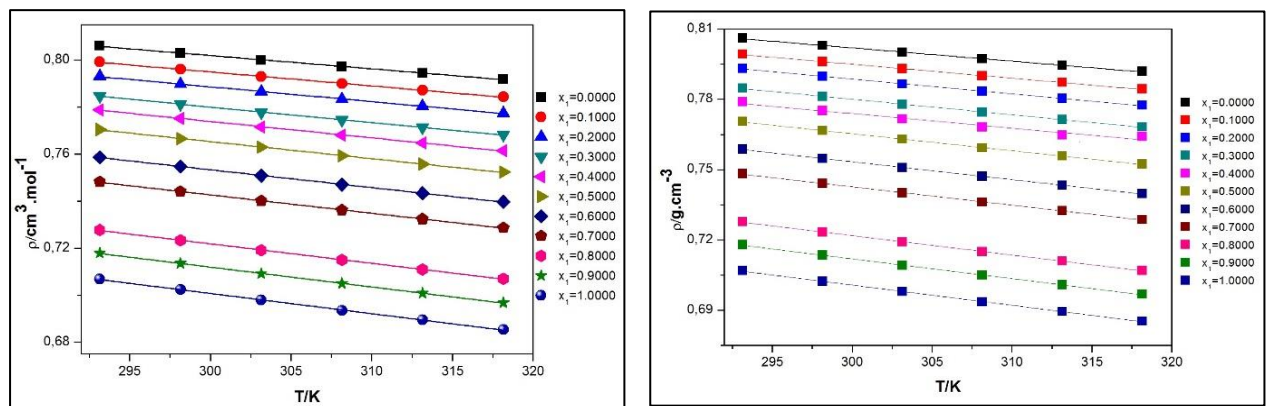 ρ/cm³.mol⁻¹
0,80
0,76
0,72
0,68
295 300 305 310 315 320
T/K
x₁=0.0000
x₁=0.1000
x₁=0.2000
x₁=0.3000
x₁=0.4000
x₁=0.5000
x₁=0.6000
x₁=0.7000
x₁=0.8000
x₁=0.9000
x₁=1.0000
ρ/g.cm⁻³
0,81
0,78
0,75
0,72
0,69
295 300 305 310 315 320
T/K
x₁=0.0000
x₁=0.1000
x₁=0.2000
x₁=0.3000
x₁=0.4000
x₁=0.5000
x₁=0.6000
x₁=0.7000
x₁=0.8000
x₁=0.9000
x₁=1.0000